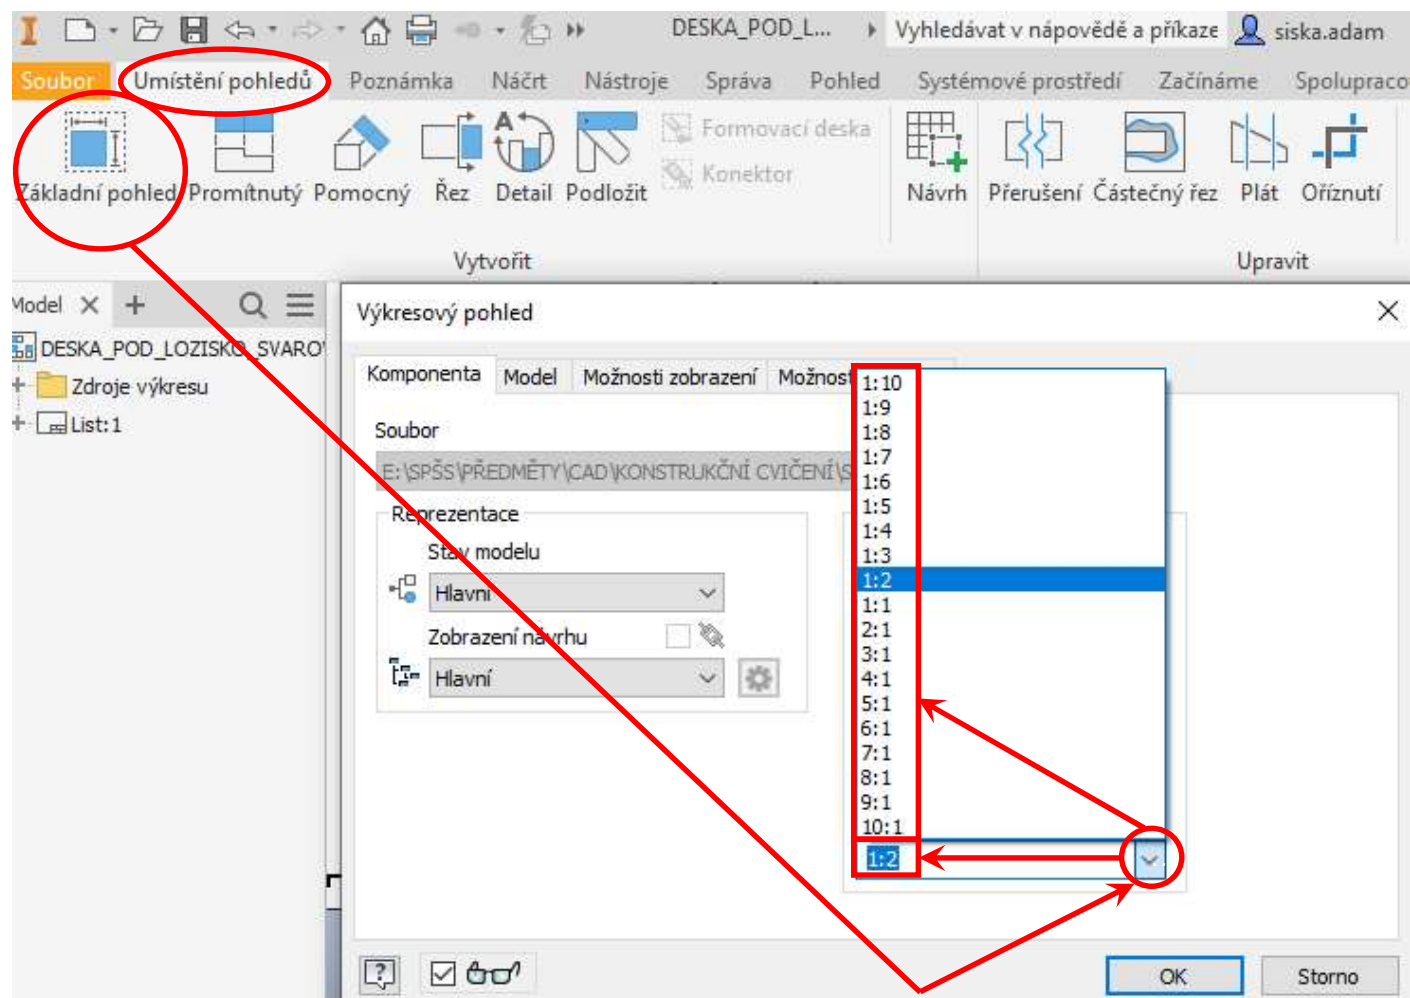 DESKA_POD_L... Vyhledávat v nápovědě a příkaze siska.adam
Soubor Umístění pohledů Poznámka Náčrt Nástroje Správa Pohled Systémové prostředí Začínáme Spolupraco
Formovací deska
Konektor
Základní pohled Promítnutý Pomocný Řez Detail Podložit Návrh Přerušení Částečný řez Plát Oříznutí
Vytvořit Upravit
Model
DESKA_POD_LOZISKO_SVARO
Zdroje výkresu
List:1
Výkresový pohled
Komponenta Model Možnosti zobrazení Možnost
Soubor
E:\SPŠS\PŘEDMĚTY\CAD\KONSTRUKČNÍ CVIČENÍ\S
Reprezentace
Stav modelu
Hlavní
Zobrazení návrhu
Hlavní
1:10
1:9
1:8
1:7
1:6
1:5
1:4
1:3
1:2
1:1
2:1
3:1
4:1
5:1
6:1
7:1
8:1
9:1
10:1
1:2
OK Storno